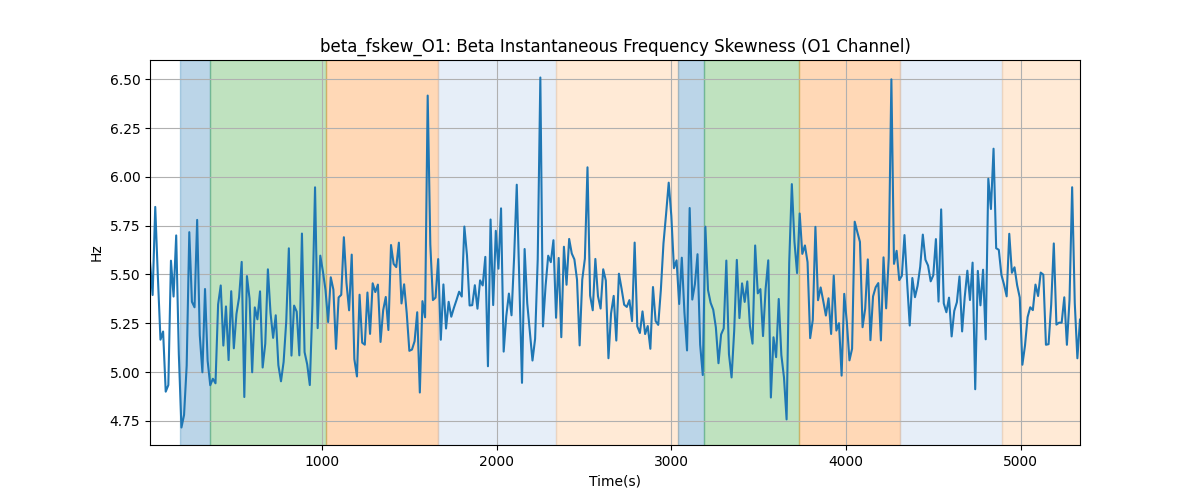 beta_fskew_O1: Beta Instantaneous Frequency Skewness (O1 Channel)
6.50
6.25
6.00
5.75
5.50
5.25
5.00
4.75
Hz
1000 2000 3000 4000 5000
Time(s)